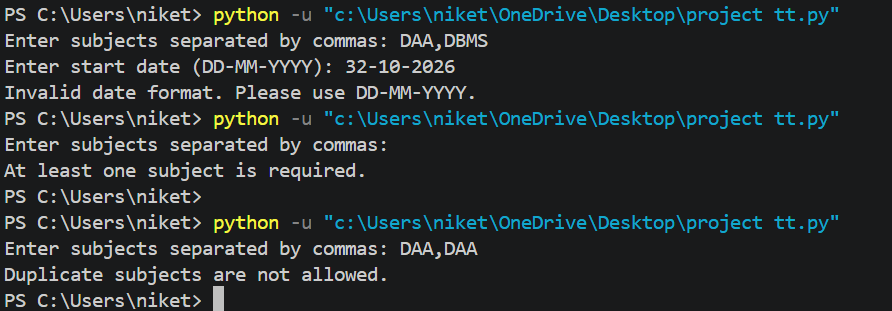 PS C:\Users\niket> python -u "c:\Users\niket\OneDrive\Desktop\project tt.py"
Enter subjects separated by commas: DAA,DBMS
Enter start date (DD-MM-YYYY): 32-10-2026
Invalid date format. Please use DD-MM-YYYY.
PS C:\Users\niket> python -u "c:\Users\niket\OneDrive\Desktop\project tt.py"
Enter subjects separated by commas:
At least one subject is required.
PS C:\Users\niket>
PS C:\Users\niket> python -u "c:\Users\niket\OneDrive\Desktop\project tt.py"
Enter subjects separated by commas: DAA,DAA
Duplicate subjects are not allowed.
PS C:\Users\niket>